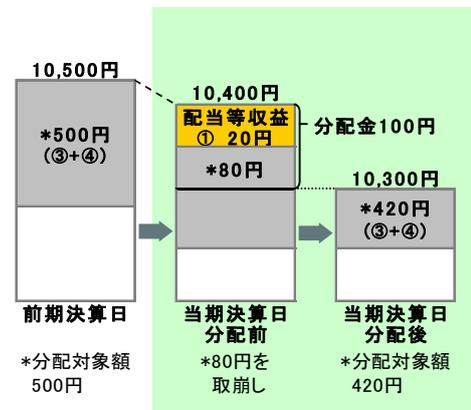 10,500円
*500円
(③+④)
前期決算日
*分配対象額
500円
10,400円
配当等収益
① 20円
*80円
分配金100円
当期決算日
分配前
*80円を
取崩し
10,300円
*420円
(③+④)
当期決算日
分配後
*分配対象額
420円